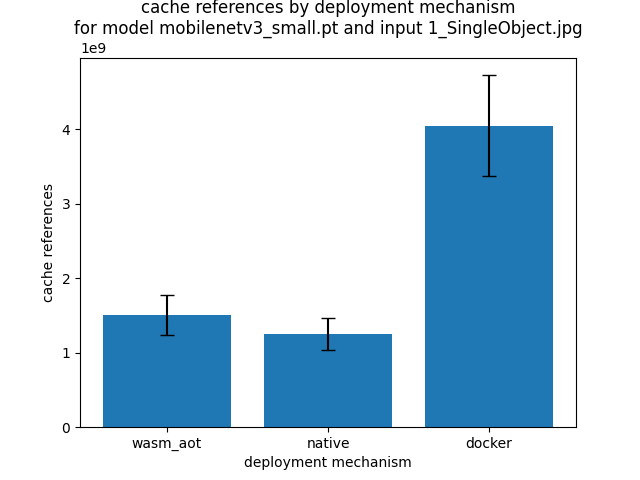 cache references by deployment mechanism
for model mobilenetv3_small.pt and input 1_SingleObject.jpg
1e9
4
3
2
1
0
cache references
wasm_aot native docker
deployment mechanism